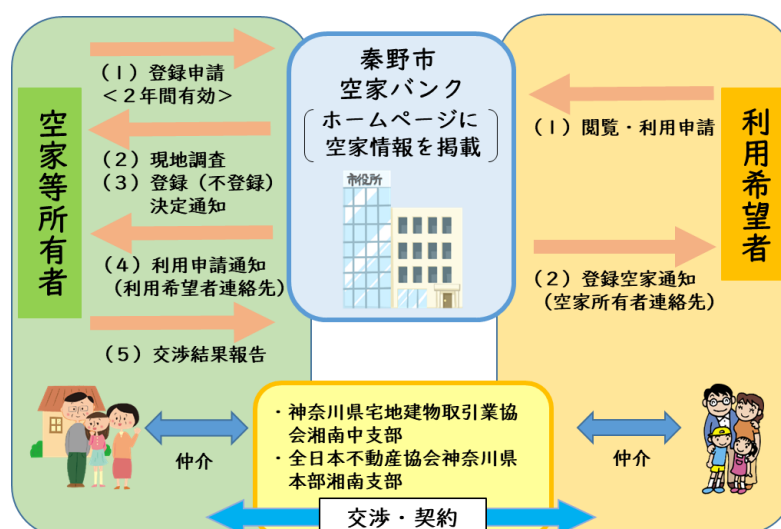 秦野市
空家バンク
ホームページに
空家情報を掲載
市役所
空家等所有者
(1)登録申請
<2年間有効>
(2)現地調査
(3)登録(不登録)
決定通知
(4)利用申請通知
(利用希望者連絡先)
(5)交渉結果報告
利用希望者
(1)閲覧・利用申請
(2)登録空家通知
(空家所有者連絡先)
仲介
・神奈川県宅地建物取引業協
会湘南中支部
・全日本不動産協会神奈川県
本部湘南支部
仲介
交渉・契約